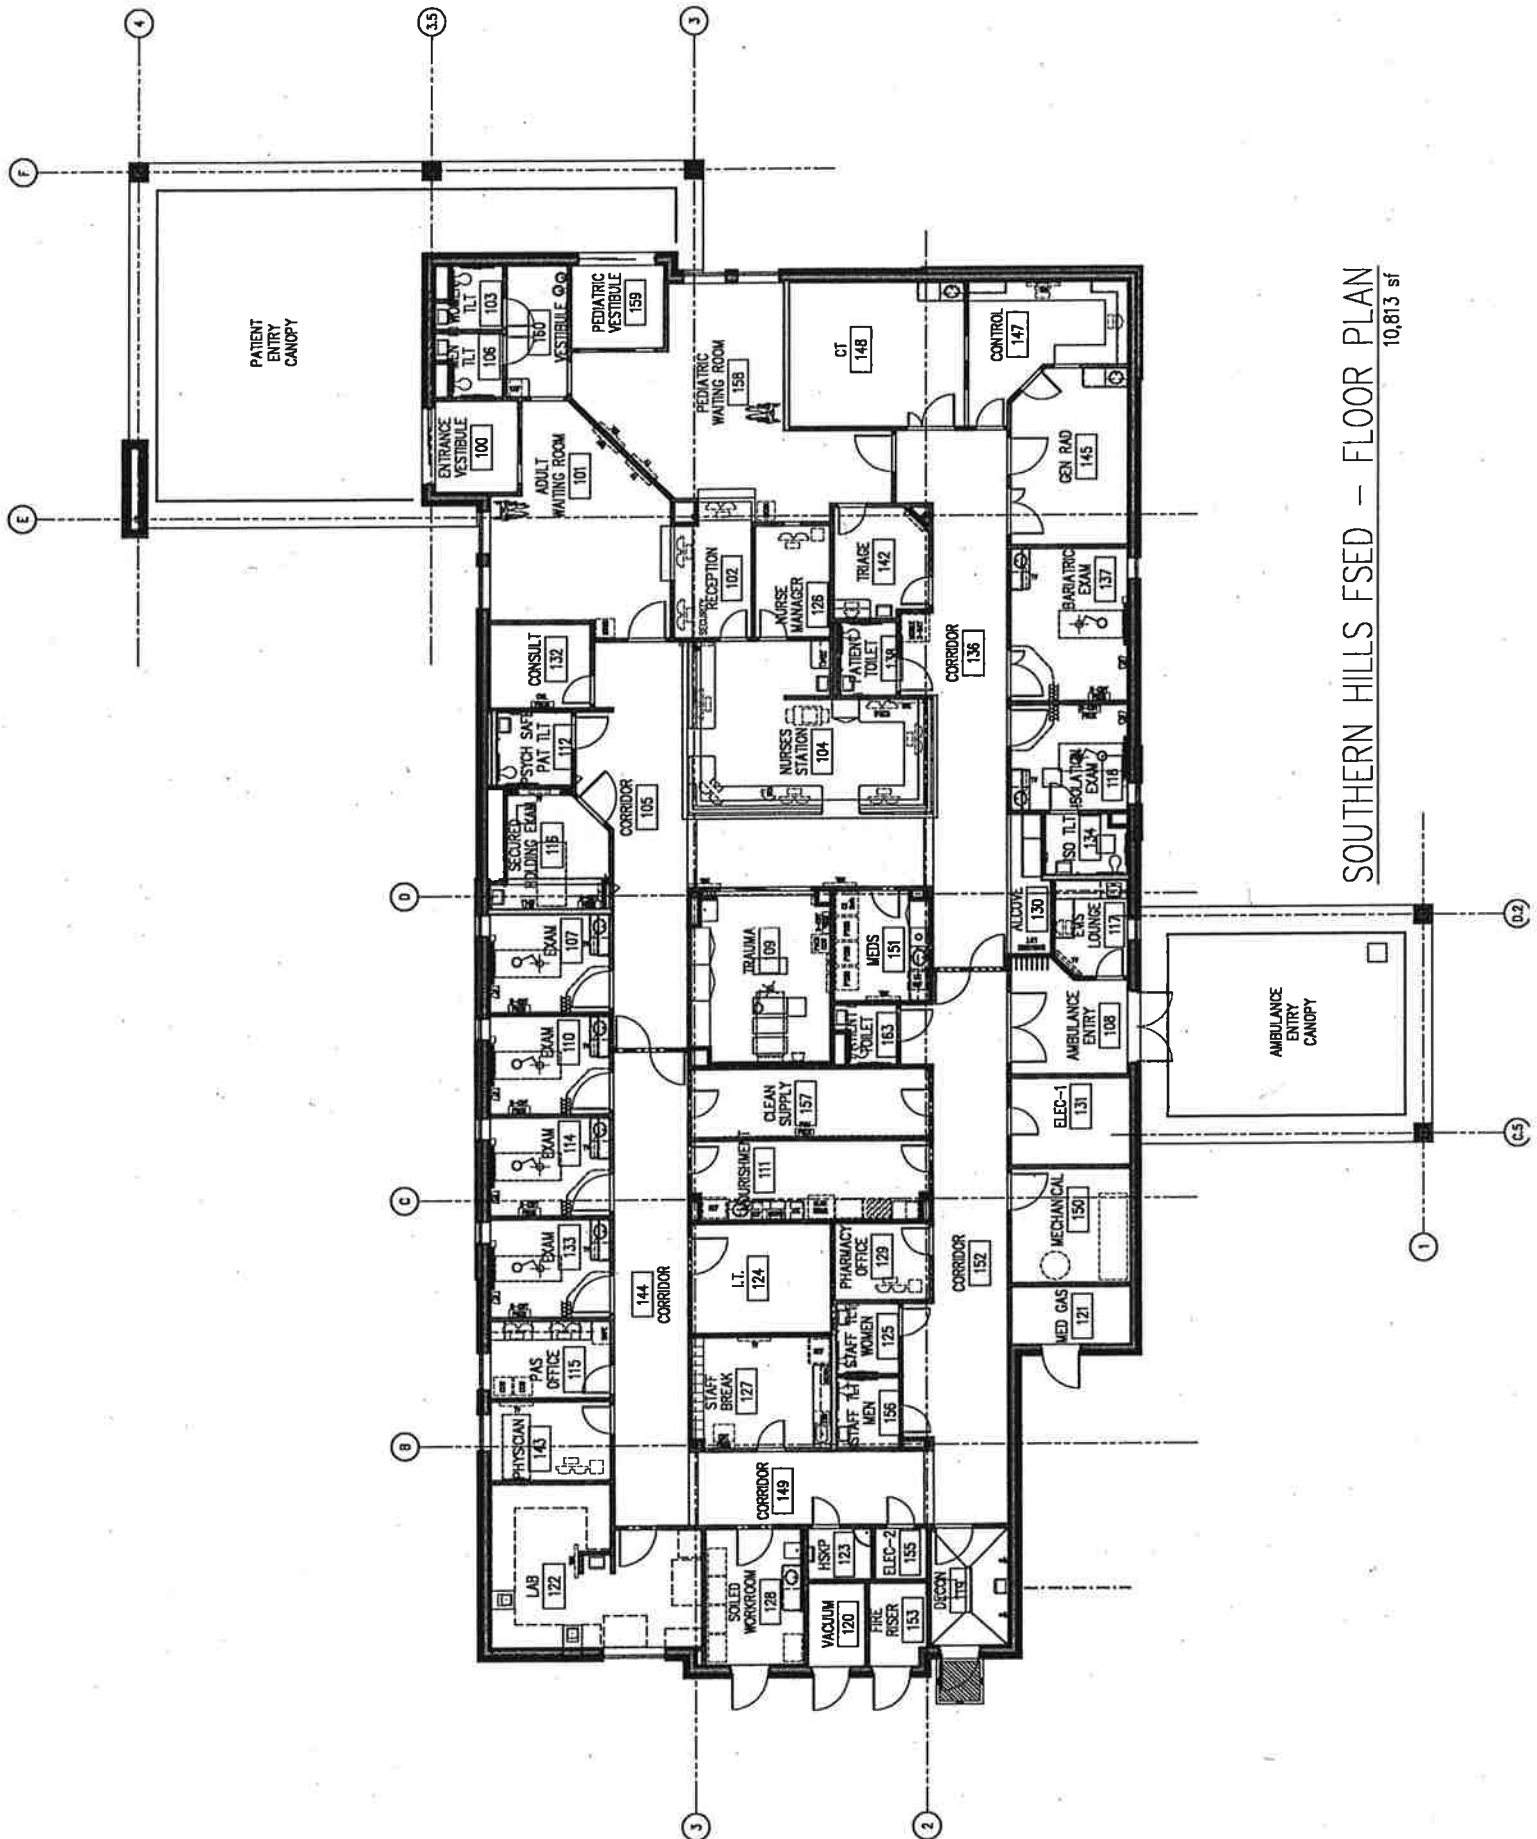 4
3.5
3
F
E
PATIENT
ENTRY
CANOPY
WOMEN
TLT
103
MEN
TLT
106
VESTIBULE
160
PEDIATRIC
VESTIBULE
159
ENTRANCE
VESTIBULE
100
ADULT
WAITING ROOM
101
PEDIATRIC
WAITING ROOM
158
CT
148
CONTROL
147
GEN RAD
145
SECURITY
RECEPTION
102
NURSE
MANAGER
126
TRIAGE
142
CONSULT
132
PATIENT
TOILET
138
CORRIDOR
136
BARIATRIC
EXAM
137
PSYCH SAFE
PAT TLT
112
NURSES
STATION
104
CORRIDOR
105
ISOLATION
EXAM
118
SECURED
HOLDING EXAM
116
ISO TLT
134
D
ALCOVE
130
EMS
LOUNGE
117
D.2
EXAM
107
TRAUMA
109
MEDS
151
EXAM
110
TOILET
163
AMBULANCE
ENTRY
108
AMBULANCE
ENTRY
CANOPY
EXAM
114
CLEAN
SUPPLY
157
ELEC-1
131
C.5
C
NOURISHMENT
111
MECHANICAL
150
1
EXAM
133
144
CORRIDOR
I.T.
124
PHARMACY
OFFICE
129
CORRIDOR
152
MED GAS
121
PAS
OFFICE
115
STAFF
BREAK
127
STAFF TLT
WOMEN
125
STAFF TLT
MEN
156
B
PHYSICIAN
143
CORRIDOR
149
LAB
122
SOILED
WORKROOM
128
HSKP
123
ELEC-2
155
DECON
119
VACUUM
120
FIRE
RISER
153
3
2
SOUTHERN HILLS FSED - FLOOR PLAN
10,813 sf